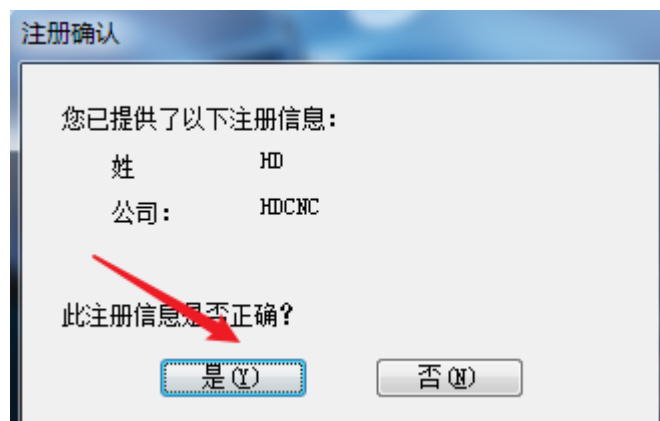 注册确认
您已提供了以下注册信息:
姓 HD
公司: HDCNC
此注册信息是否正确?
是(Y) 否(N)